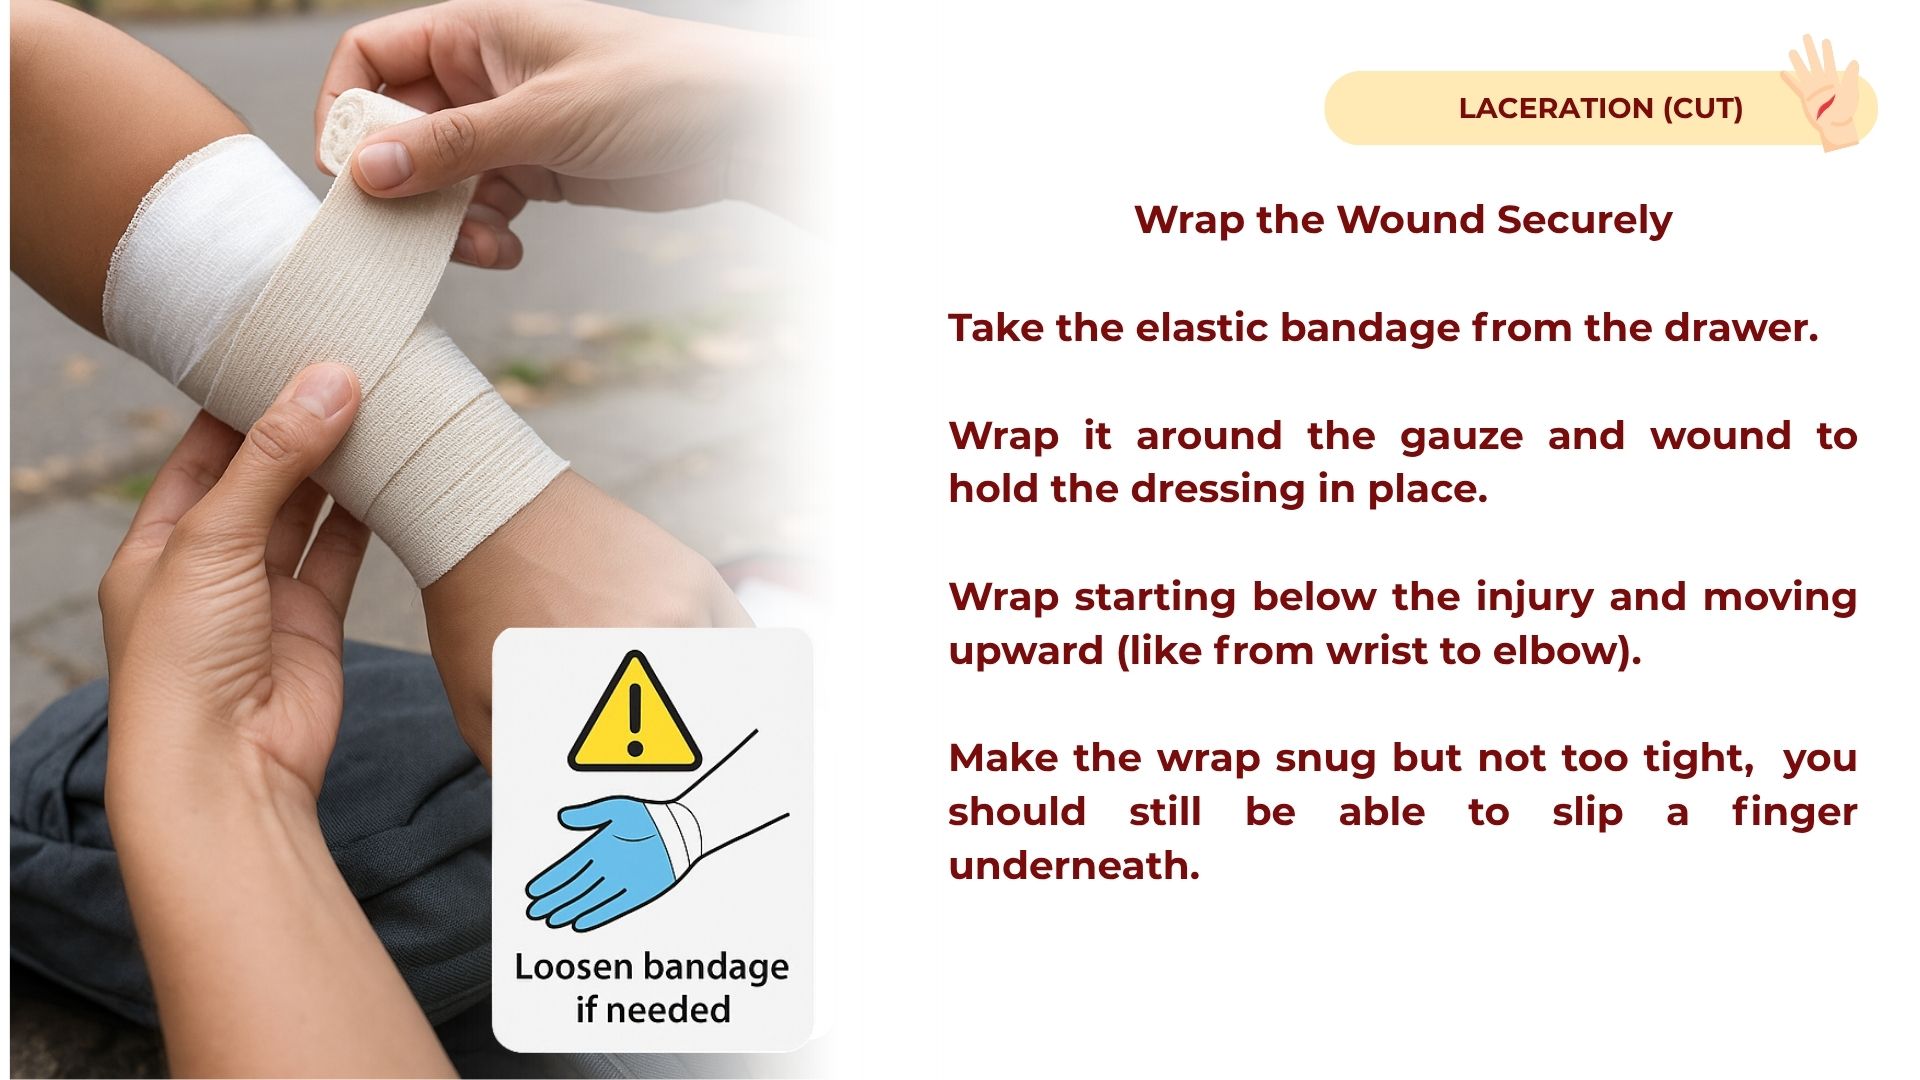 LACERATION (CUT)
Wrap the Wound Securely
Take the elastic bandage from the drawer.
Wrap it around the gauze and wound to
hold the dressing in place.
Wrap starting below the injury and moving
upward (like from wrist to elbow).
Make the wrap snug but not too tight,  you
should still be able to slip a finger
underneath.
Loosen bandage
if needed